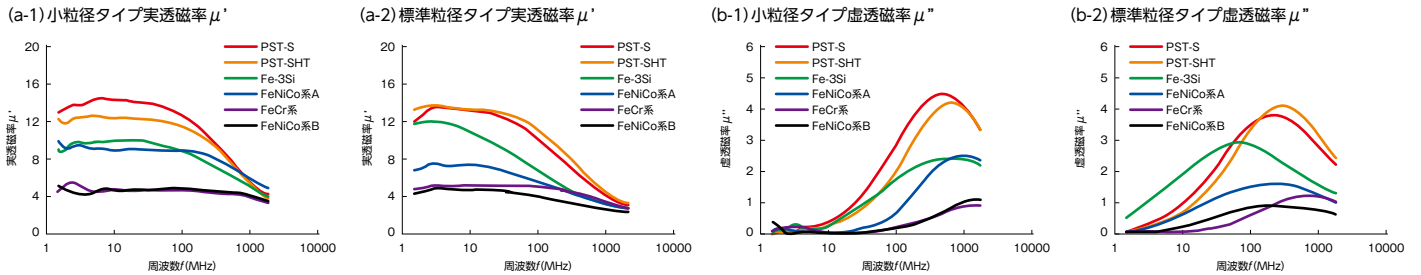 (a-1)小粒径タイプ実透磁率μ’
20
16
12
8
4
0
1
10
100
1000
10000
実透磁率μ’
周波数f(MHz)
PST-S
PST-SHT
Fe-3Si
FeNiCo系A
FeCr系
FeNiCo系B
(a-2)標準粒径タイプ実透磁率μ’
20
16
12
8
4
0
1
10
100
1000
10000
実透磁率μ’
周波数f(MHz)
PST-S
PST-SHT
Fe-3Si
FeNiCo系A
FeCr系
FeNiCo系B
(b-1)小粒径タイプ虚透磁率μ”
6
5
4
3
2
1
0
1
10
100
1000
10000
虚透磁率μ”
周波数f(MHz)
PST-S
PST-SHT
Fe-3Si
FeNiCo系A
FeCr系
FeNiCo系B
(b-2)標準粒径タイプ虚透磁率μ”
6
5
4
3
2
1
0
1
10
100
1000
10000
虚透磁率μ”
周波数f(MHz)
PST-S
PST-SHT
Fe-3Si
FeNiCo系A
FeCr系
FeNiCo系B